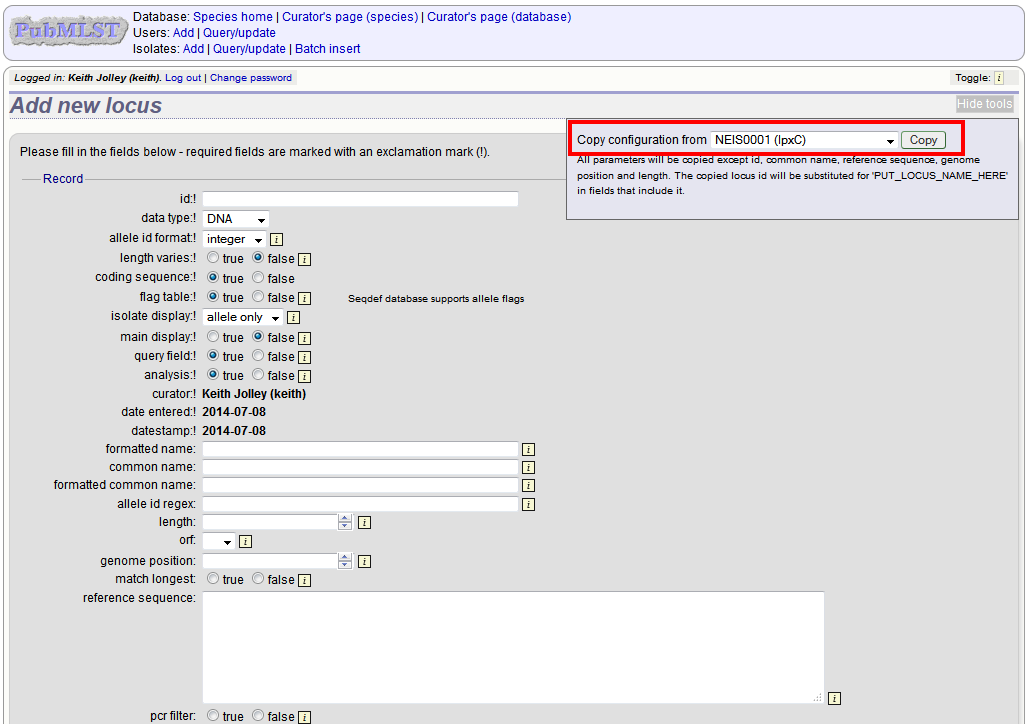 PubMLST
Database: Species home | Curator's page (species) | Curator's page (database)
Users: Add | Query/update
Isolates: Add | Query/update | Batch insert
Logged in: Keith Jolley (keith). Log out | Change password
Toggle: i
Add new locus
Hide tools
Copy configuration from NEIS0001 (lpxC) Copy
All parameters will be copied except id, common name, reference sequence, genome
position and length. The copied locus id will be substituted for 'PUT_LOCUS_NAME_HERE'
in fields that include it.
Please fill in the fields below - required fields are marked with an exclamation mark (!).
Record
id:!
data type:! DNA
allele id format:! integer i
length varies:! true false i
coding sequence:! true false
flag table:! true false i Seqdef database supports allele flags
isolate display:! allele only i
main display:! true false i
query field:! true false i
analysis:! true false i
curator:! Keith Jolley (keith)
date entered:! 2014-07-08
datestamp:! 2014-07-08
formatted name: i
common name: i
formatted common name: i
allele id regex: i
length: i
orf: i
genome position: i
match longest: true false i
reference sequence: i
pcr filter: true false i